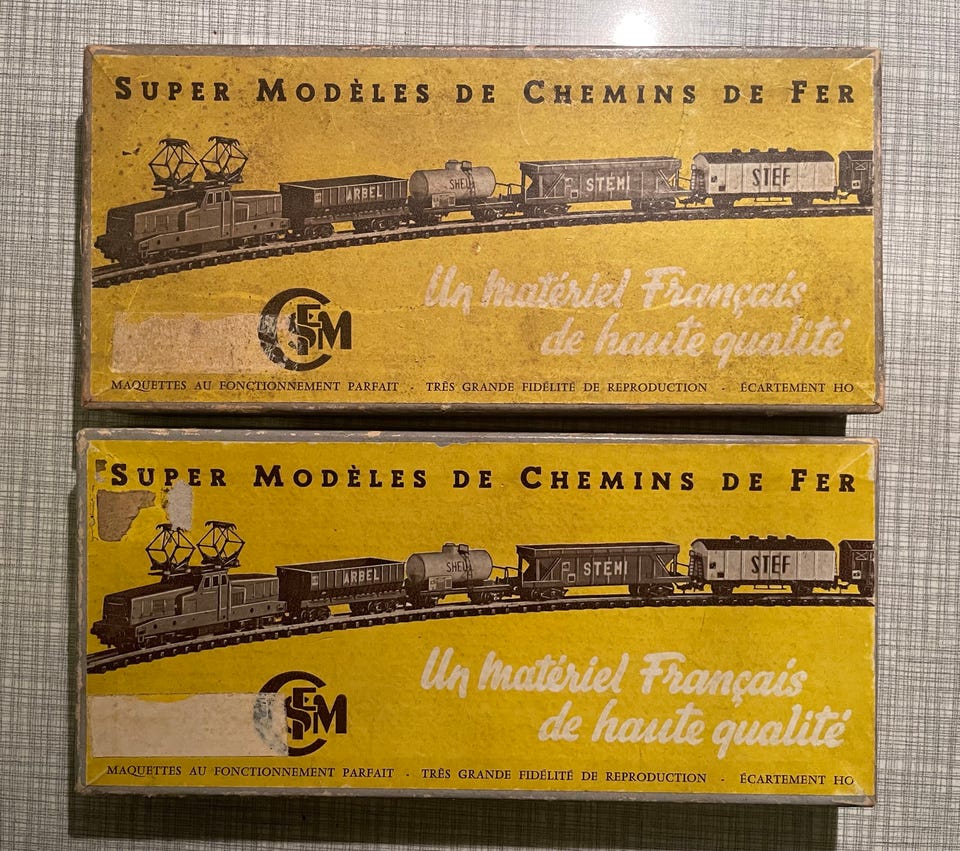 SUPER MODÈLES DE CHEMINS DE FER
ARBEL
SHELL
STEMI
STEF
Un matériel Français
de haute qualité
CSFM
MAQUETTES AU FONCTIONNEMENT PARFAIT - TRÈS GRANDE FIDÉLITÉ DE REPRODUCTION - ÉCARTEMENT HO
SUPER MODÈLES DE CHEMINS DE FER
ARBEL
SHELL
STEMI
STEF
Un matériel Français
de haute qualité
CSFM
MAQUETTES AU FONCTIONNEMENT PARFAIT - TRÈS GRANDE FIDÉLITÉ DE REPRODUCTION - ÉCARTEMENT HO